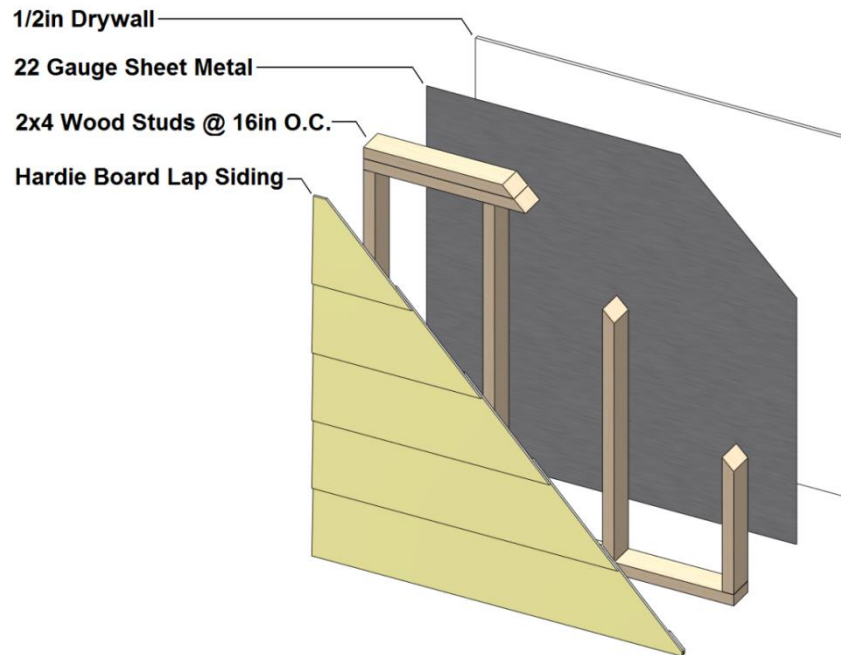 1/2in Drywall
22 Gauge Sheet Metal
2x4 Wood Studs @ 16in O.C.
Hardie Board Lap Siding